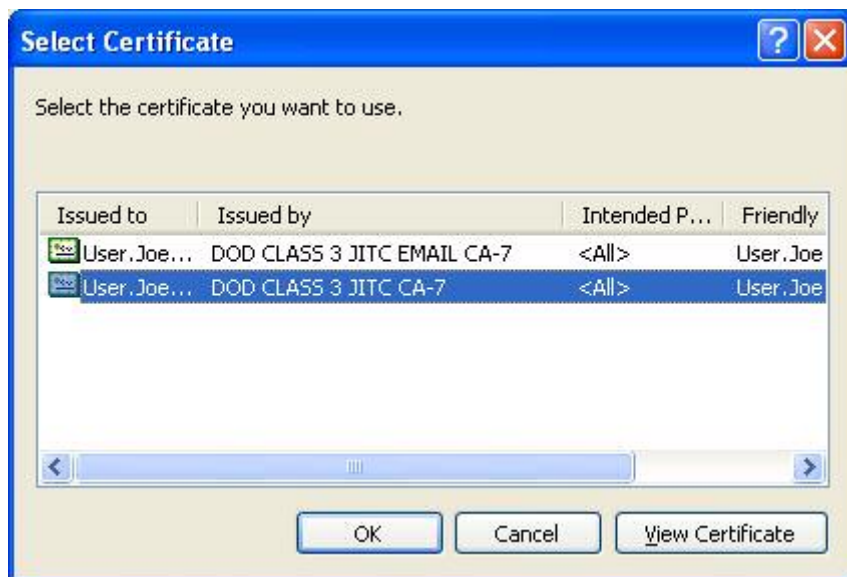 Select Certificate
Select the certificate you want to use.
Issued to Issued by Intended P... Friendly
User.Joe... DOD CLASS 3 JITC EMAIL CA-7 <All> User.Joe
User.Joe... DOD CLASS 3 JITC CA-7 <All> User.Joe
OK Cancel View Certificate